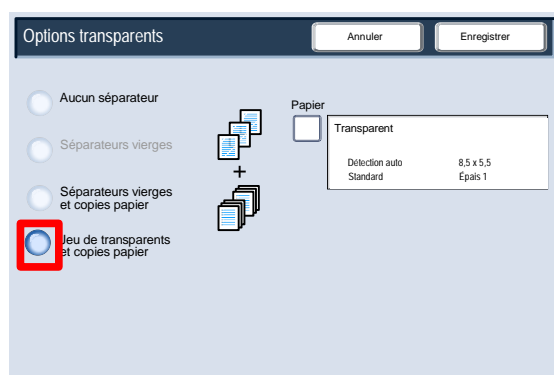 Options transparents
Annuler
Enregistrer
Aucun séparateur
Séparateurs vierges
Séparateurs vierges
et copies papier
Jeu de transparents
et copies papier
+
Papier
Transparent
Détection auto 8,5 x 5,5
Standard Épais 1